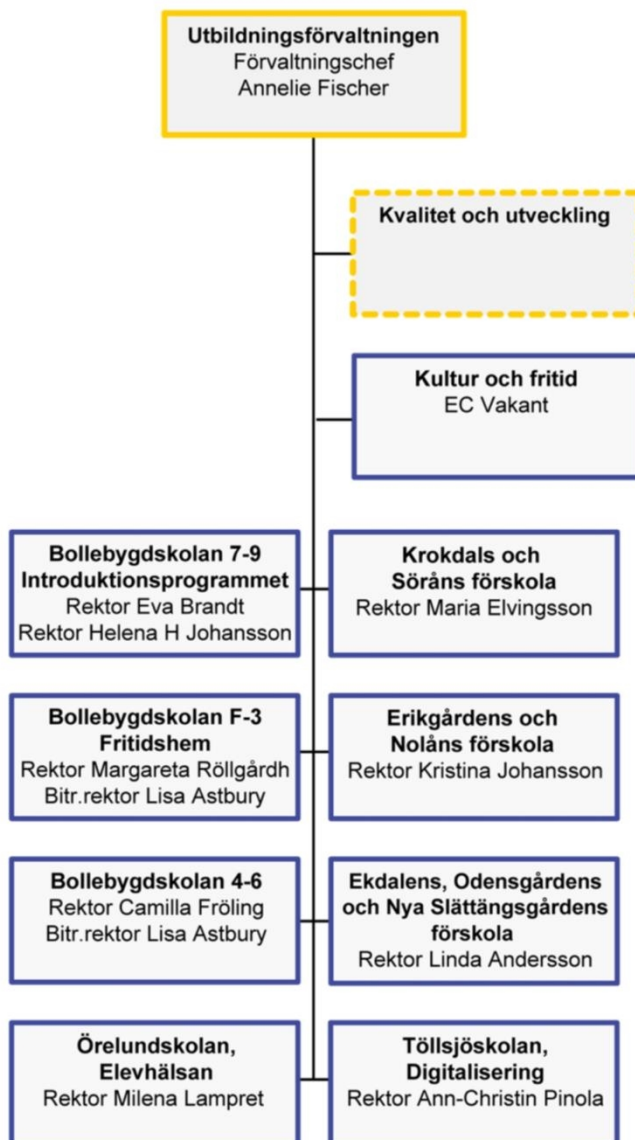 Utbildningsförvaltningen
Förvaltningschef
Annelie Fischer
Kvalitet och utveckling
Kultur och fritid
EC Vakant
Bollebygdskolan 7-9
Introduktionsprogrammet
Rektor Eva Brandt
Rektor Helena H Johansson
Krokdals och
Söråns förskola
Rektor Maria Elvingsson
Bollebygdskolan F-3
Fritidshem
Rektor Margareta Röllgårdh
Bitr.rektor Lisa Astbury
Erikgårdens och
Nolåns förskola
Rektor Kristina Johansson
Bollebygdskolan 4-6
Rektor Camilla Fröling
Bitr.rektor Lisa Astbury
Ekdalens, Odensgårdens
och Nya Slättängsgårdens
förskola
Rektor Linda Andersson
Örelundskolan,
Elevhälsan
Rektor Milena Lampret
Töllsjöskolan,
Digitalisering
Rektor Ann-Christin Pinola